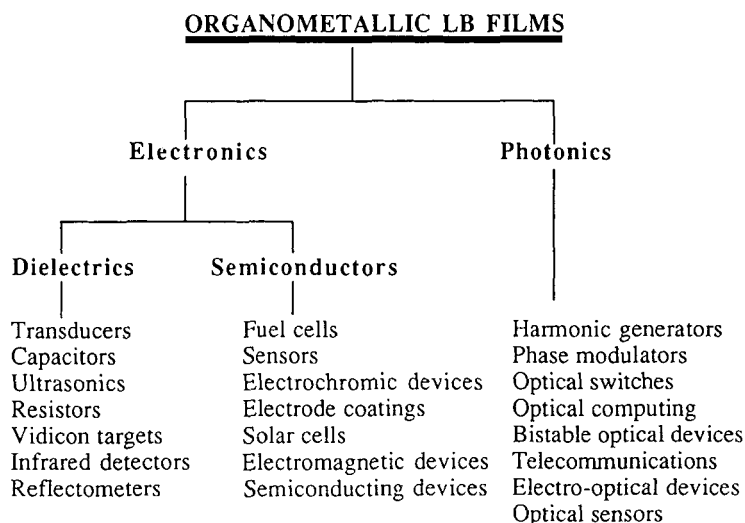 ORGANOMETALLIC LB FILMS
Electronics
Photonics
Dielectrics
Semiconductors
Transducers
Capacitors
Ultrasonics
Resistors
Vidicon targets
Infrared detectors
Reflectometers
Fuel cells
Sensors
Electrochromic devices
Electrode coatings
Solar cells
Electromagnetic devices
Semiconducting devices
Harmonic generators
Phase modulators
Optical switches
Optical computing
Bistable optical devices
Telecommunications
Electro-optical devices
Optical sensors